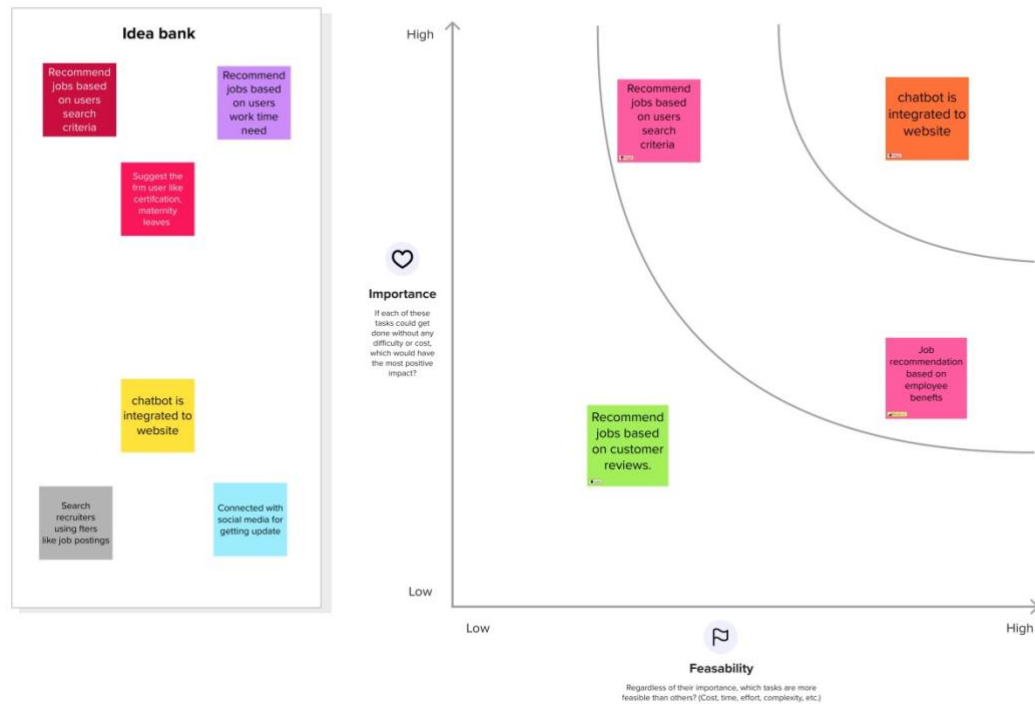 Idea bank
Recommend
jobs based
on users
search
criteria
Recommend
jobs based
on users
work time
need
Suggest the
frm user like
certifcation,
maternity
leaves
chatbot is
integrated to
website
Search
recruiters
using fters
like job postings
Connected with
social media for
getting update
High
Importance
If each of these
tasks could get
done without any
difficulty or cost,
which would have
the most positive
impact?
Low
Recommend
jobs based
on users
search
criteria
chatbot is
integrated to
website
Job
recommendation
based on
employee
benefts
Recommend
jobs based
on customer
reviews.
Low
High
Feasability
Regardless of their importance, which tasks are more
feasible than others? (Cost, time, effort, complexity, etc.)